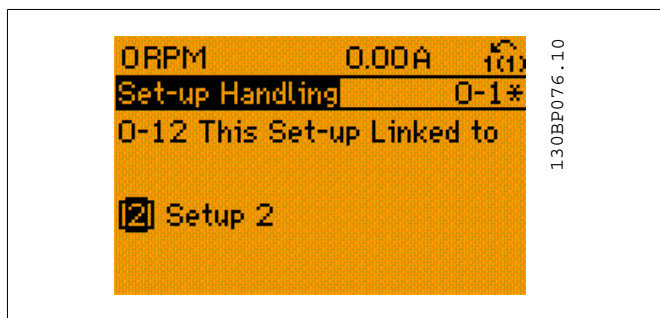 0RPM 0.00A 1(1)
Set-up Handling 0-1*
0-12 This Set-up Linked to
[2] Setup 2
130BP076.10